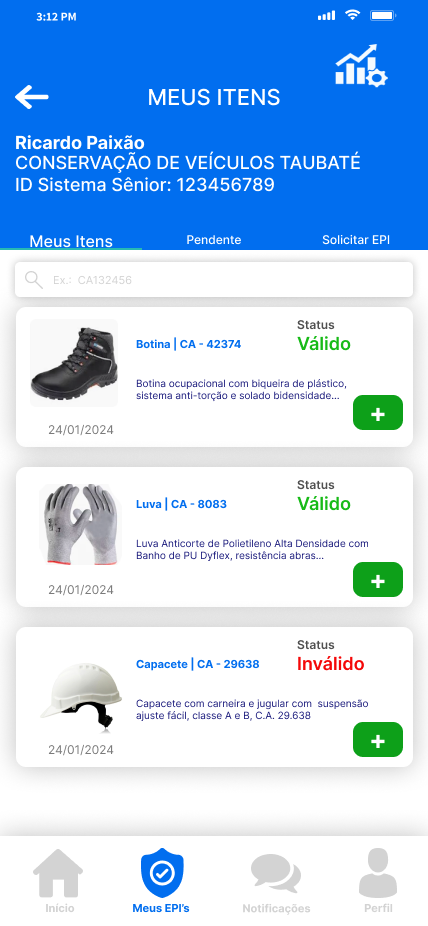 3:12 PM
MEUS ITENS
Ricardo Paixão
CONSERVAÇÃO DE VEÍCULOS TAUBATÉ
ID Sistema Sênior: 123456789
Meus Itens
Pendente
Solicitar EPI
Ex.: CA132456
Status
Botina | CA - 42374
Válido
Botina ocupacional com biqueira de plástico,
sistema anti-torção e solado bidensidade...
+
24/01/2024
Status
Luva | CA - 8083
Válido
Luva Anticorte de Polietileno Alta Densidade com
Banho de PU Dyflex, resistência abras...
+
24/01/2024
Status
Capacete | CA - 29638
Inválido
Capacete com carneira e jugular com suspensão
ajuste fácil, classe A e B, C.A. 29.638
+
24/01/2024
Início
Meus EPI's
Notificações
Perfil